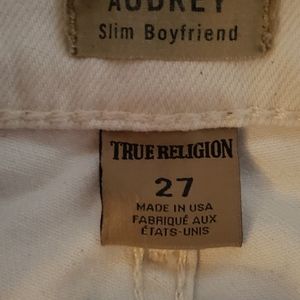 AUDREY
Slim Boyfriend
TRUE RELIGION
27
MADE IN USA
FABRIQUÉ AUX
ÉTATS-UNIS